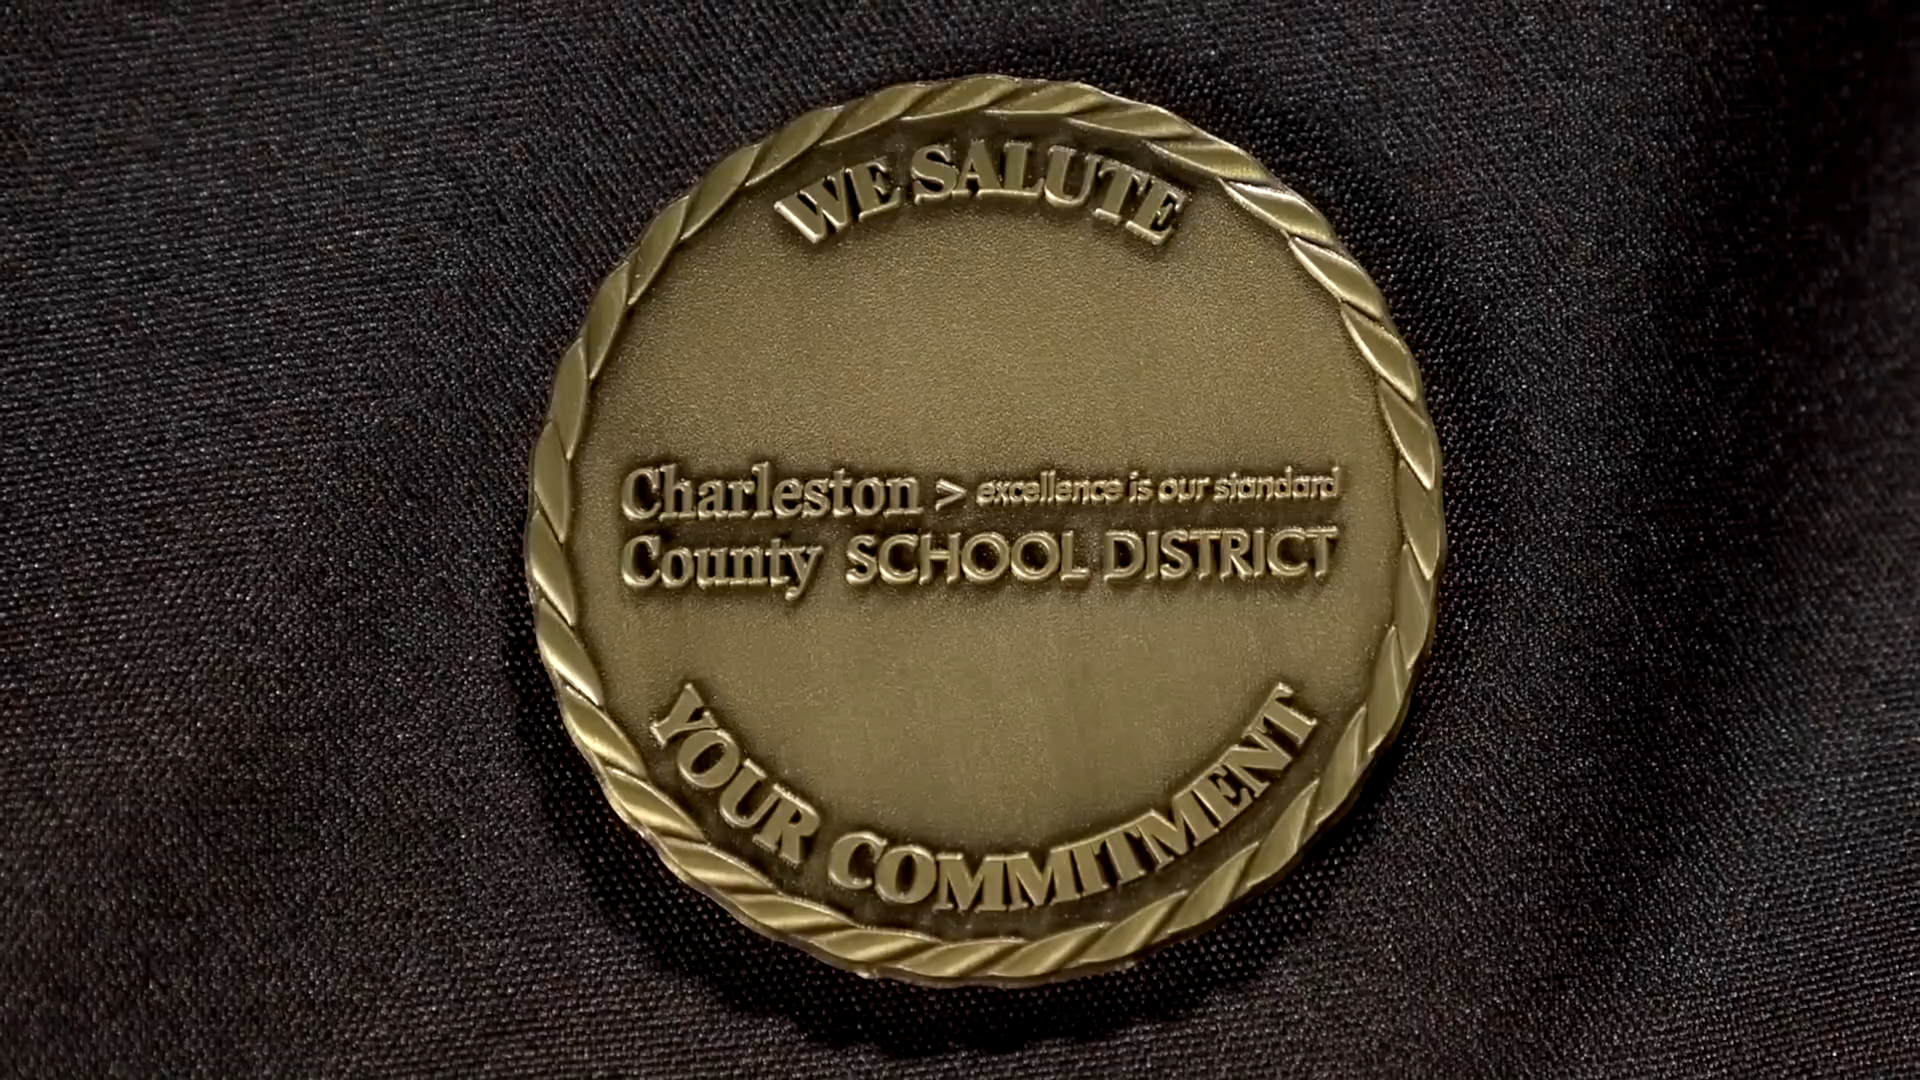 WE SALUTE
Charleston > excellence is our standard
County SCHOOL DISTRICT
YOUR COMMITMENT